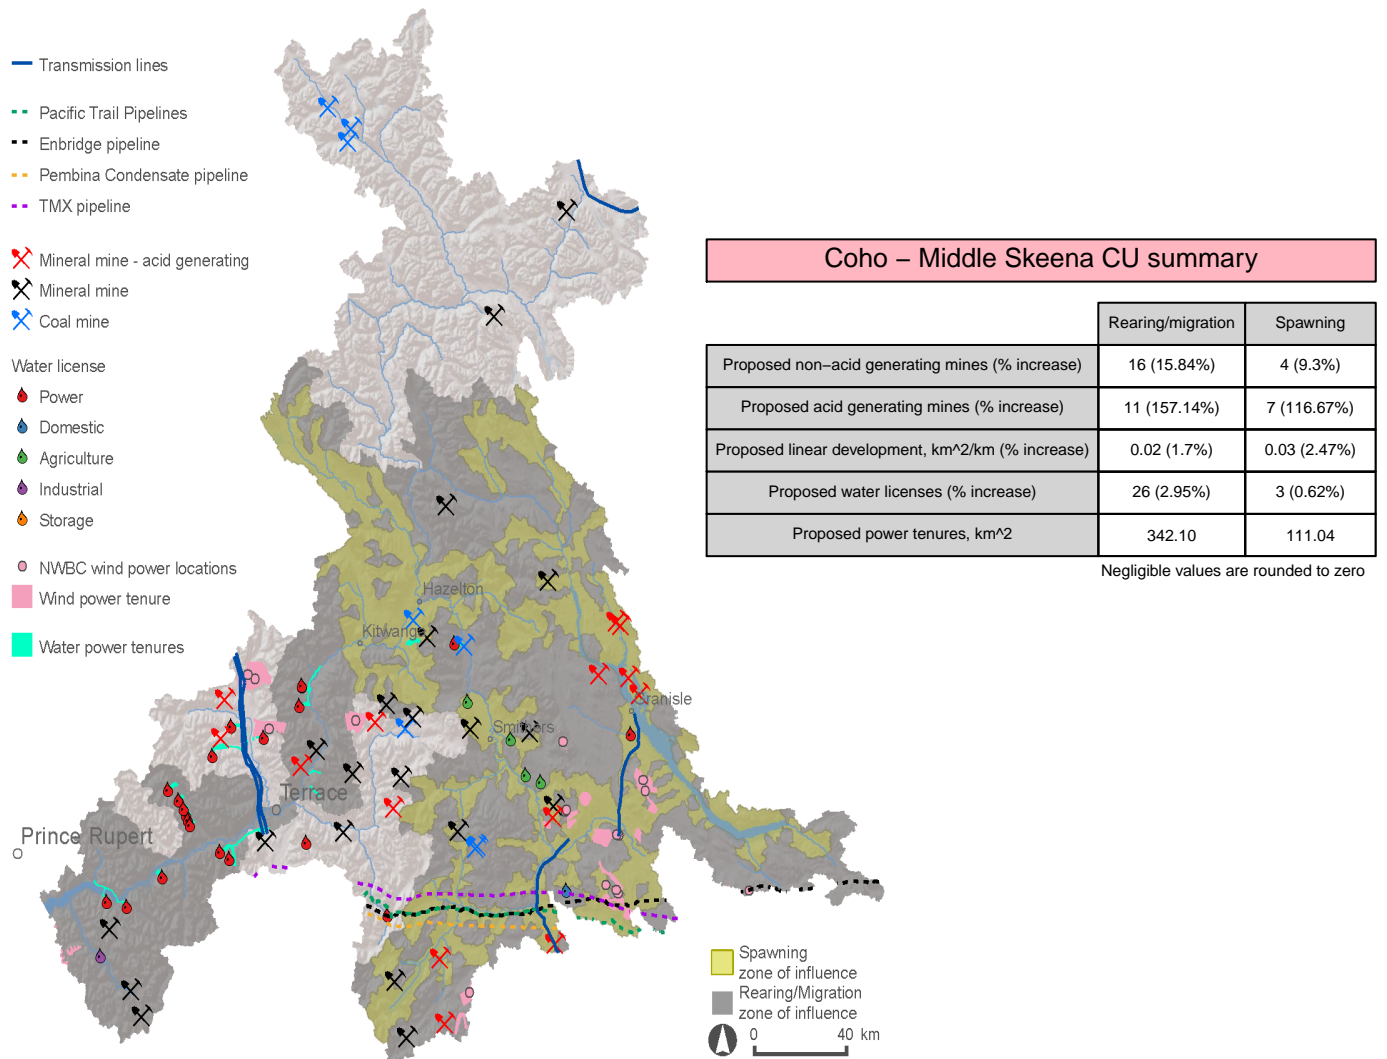 Transmission lines
Pacific Trail Pipelines
Enbridge pipeline
Pembina Condensate pipeline
TMX pipeline
Mineral mine - acid generating
Mineral mine
Coal mine
Water license
Power
Domestic
Agriculture
Industrial
Storage
NWBC wind power locations
Wind power tenure
Water power tenures
Coho – Middle Skeena CU summary
Rearing/migration Spawning
Proposed non–acid generating mines (% increase) 16 (15.84%) 4 (9.3%)
Proposed acid generating mines (% increase) 11 (157.14%) 7 (116.67%)
Proposed linear development, km^2/km (% increase) 0.02 (1.7%) 0.03 (2.47%)
Proposed water licenses (% increase) 26 (2.95%) 3 (0.62%)
Proposed power tenures, km^2 342.10 111.04
Negligible values are rounded to zero
Hazelton
Kitwanga
Granisle
Smithers
Terrace
Prince Rupert
Spawning
zone of influence
Rearing/Migration
zone of influence
0 40 km